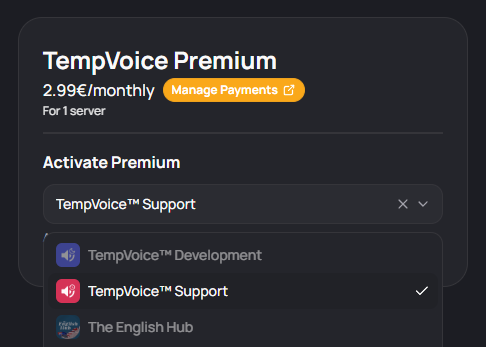 TempVoice Premium
2.99€/monthly Manage Payments
For 1 server
Activate Premium
TempVoice™ Support
TempVoice™ Development
TempVoice™ Support
The English Hub